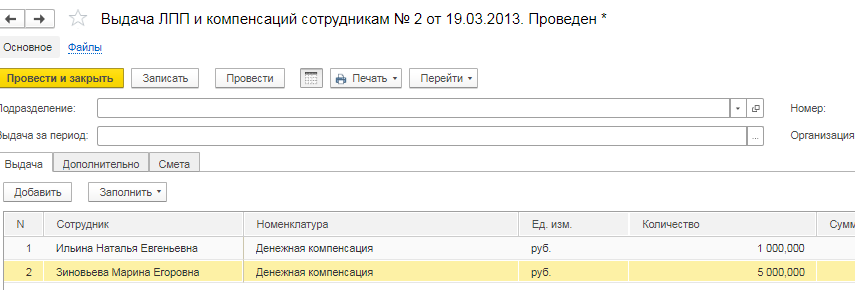 Выдача ЛПП и компенсаций сотрудникам № 2 от 19.03.2013. Проведен *
Основное Файлы
Провести и закрыть Записать Провести Печать Перейти
Подразделение: Номер:
Выдача за период: ... Организация
Выдача Дополнительно Смета
Добавить Заполнить
N Сотрудник Номенклатура Ед. изм. Количество Сумм
1 Ильина Наталья Евгеньевна Денежная компенсация руб. 1 000,000
2 Зиновьева Марина Егоровна Денежная компенсация руб. 5 000,000